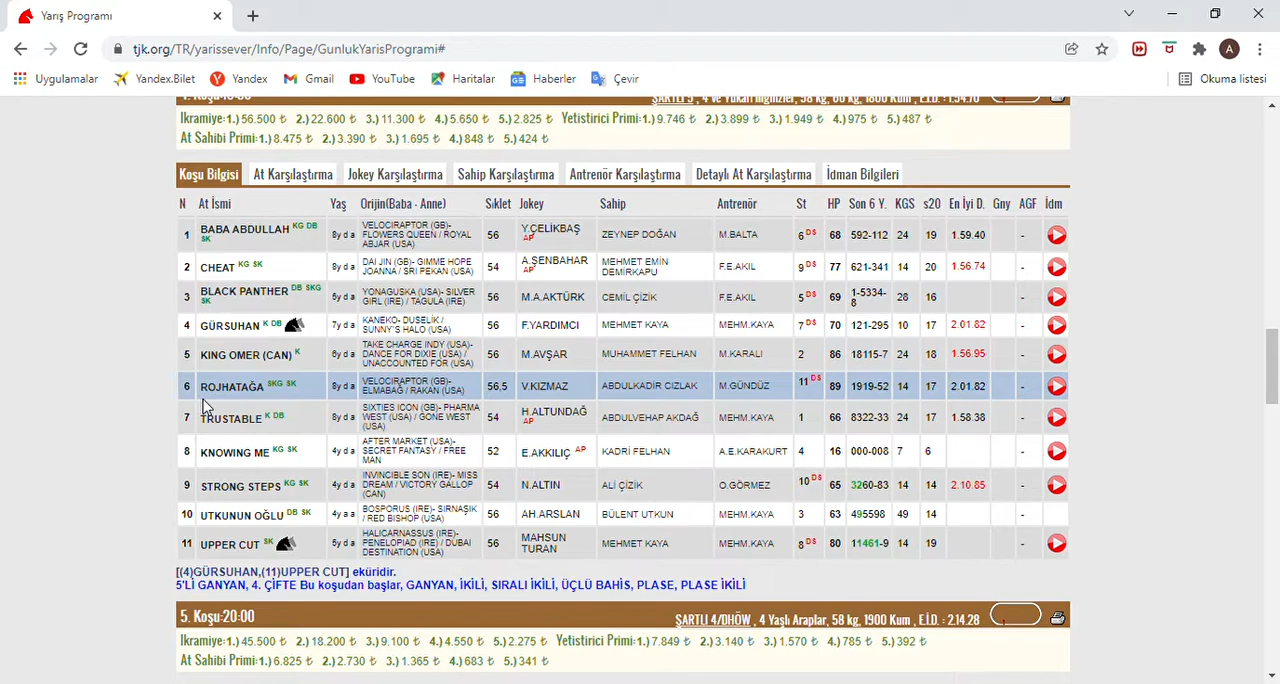 Yarış Programı
tjk.org/TR/yarissever/Info/Page/GunlukYarisProgrami#
A
Uygulamalar Yandex.Bilet Yandex Gmail YouTube Haritalar Haberler Çevir Okuma listesi
ŞARTLI 5 , 4 ve Yukarı İngilizler, 58 kg, 60 kg, 1800 Kum , E.İ.D. : 1.54.70
İkramiye:1.) 56.500 ₺ 2.) 22.600 ₺ 3.) 11.300 ₺ 4.) 5.650 ₺ 5.) 2.825 ₺ Yetistirici Primi:1.) 9.746 ₺ 2.) 3.899 ₺ 3.) 1.949 ₺ 4.) 975 ₺ 5.) 487 ₺
At Sahibi Primi:1.) 8.475 ₺ 2.) 3.390 ₺ 3.) 1.695 ₺ 4.) 848 ₺ 5.) 424 ₺
Koşu Bilgisi At Karşılaştırma Jokey Karşılaştırma Sahip Karşılaştırma Antrenör Karşılaştırma Detaylı At Karşılaştırma İdman Bilgileri
N At İsmi Yaş Orijin(Baba - Anne) Sıklet Jokey Sahip Antrenör St HP Son 6 Y. KGS s20 En İyi D. Gny AGF İdm
1 BABA ABDULLAH KG DB SK 8y d a VELOCIRAPTOR (GB)- FLOWERS QUEEN / ROYAL ABJAR (USA) 56 Y.ÇELİKBAŞ AP ZEYNEP DOĞAN M.BALTA 6 DS 68 592-112 24 19 1.59.40 -
2 CHEAT KG SK 8y d a DAI JIN (GB)- GIMME HOPE JOANNA / SRI PEKAN (USA) 54 A.ŞENBAHAR AP MEHMET EMİN DEMİRKAPU F.E.AKIL 9 DS 77 621-341 14 20 1.56.74 -
3 BLACK PANTHER DB SKG SK 5y d a YONAGUSKA (USA)- SILVER GIRL (IRE) / TAGULA (IRE) 56 M.A.AKTÜRK CEMİL ÇİZİK F.E.AKIL 5 DS 69 1-5334-8 28 16 -
4 GÜRSUHAN K DB 7y d a KANEKO- DUSELİK / SUNNY'S HALO (USA) 56 F.YARDIMCI MEHMET KAYA MEHM.KAYA 7 DS 70 121-295 10 17 2.01.82 -
5 KING OMER (CAN) K 6y d a TAKE CHARGE INDY (USA)- DANCE FOR DIXIE (USA) / UNACCOUNTED FOR (USA) 56 M.AVŞAR MUHAMMET FELHAN M.KARALI 2 86 18115-7 24 18 1.56.95 -
6 ROJHATAĞA SKG SK 8y d a VELOCIRAPTOR (GB)- ELMABAĞ / RAKAN (USA) 56,5 V.KIZMAZ ABDULKADİR CIZLAK M.GÜNDÜZ 11 DS 89 1919-52 14 17 2.01.82 -
7 TRUSTABLE K DB 8y d a SIXTIES ICON (GB)- PHARMA WEST (USA) / GONE WEST (USA) 54 H.ALTUNDAĞ AP ABDULVEHAP AKDAĞ MEHM.KAYA 1 66 8322-33 24 17 1.58.38 -
8 KNOWING ME KG SK 4y d a AFTER MARKET (USA)- SECRET FANTASY / FREE MAN 52 E.AKKILIÇ AP KADRİ FELHAN A.E.KARAKURT 4 16 000-008 7 6 -
9 STRONG STEPS KG SK 4y d a INVINCIBLE SON (IRE)- MISS DREAM / VICTORY GALLOP (CAN) 54 N.ALTIN ALİ ÇİZİK O.GÖRMEZ 10 DS 65 3260-83 14 14 2.10.85 -
10 UTKUNUN OĞLU DB SK 4y a a BOSPORUS (IRE)- SIRNAŞIK / RED BISHOP (USA) 56 AH.ARSLAN BÜLENT UTKUN MEHM.KAYA 3 63 495598 49 14 -
11 UPPER CUT SK 5y d a HALICARNASSUS (IRE)- PENELOPIAD (IRE) / DUBAI DESTINATION (USA) 56 MAHSUN TURAN MEHMET KAYA MEHM.KAYA 8 DS 80 11461-9 14 19 -
[(4)GÜRSUHAN,(11)UPPER CUT] eküridir.
5'Lİ GANYAN, 4. ÇİFTE Bu koşudan başlar, GANYAN, İKİLİ, SIRALI İKİLİ, ÜÇLÜ BAHİS, PLASE, PLASE İKİLİ
5. Koşu:20:00 ŞARTLI 4/DHÖW , 4 Yaşlı Araplar, 58 kg, 1900 Kum , E.İ.D. : 2.14.28
İkramiye:1.) 45.500 ₺ 2.) 18.200 ₺ 3.) 9.100 ₺ 4.) 4.550 ₺ 5.) 2.275 ₺ Yetistirici Primi:1.) 7.849 ₺ 2.) 3.140 ₺ 3.) 1.570 ₺ 4.) 785 ₺ 5.) 392 ₺
At Sahibi Primi:1.) 6.825 ₺ 2.) 2.730 ₺ 3.) 1.365 ₺ 4.) 683 ₺ 5.) 341 ₺